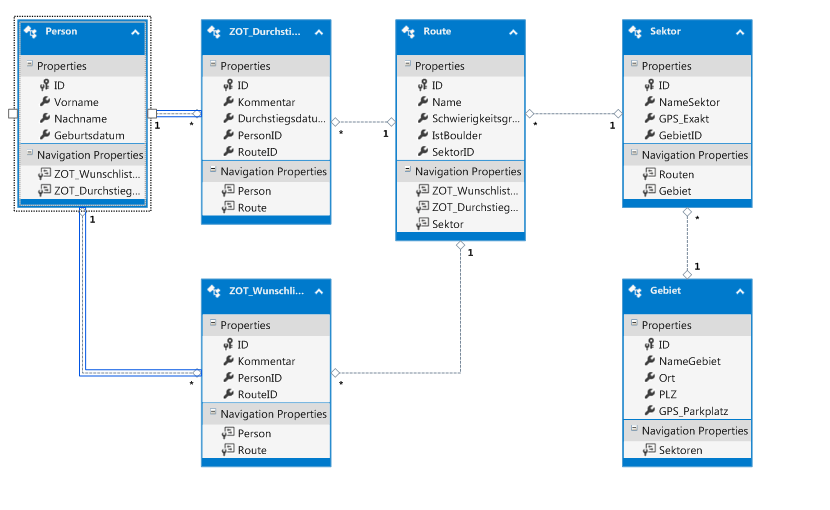 Person
Properties
ID
Vorname
Nachname
Geburtsdatum
Navigation Properties
ZOT_Wunschlist...
ZOT_Durchstieg...
1
*
1
ZOT_Durchsti...
Properties
ID
Kommentar
Durchstiegsdatu...
PersonID
RouteID
Navigation Properties
Person
Route
*
1
Route
Properties
ID
Name
Schwierigkeitsgr...
IstBoulder
SektorID
Navigation Properties
ZOT_Wunschlist...
ZOT_Durchstieg...
Sektor
*
1
1
Sektor
Properties
ID
NameSektor
GPS_Exakt
GebietID
Navigation Properties
Routen
Gebiet
*
1
ZOT_Wunschli...
Properties
ID
Kommentar
PersonID
RouteID
Navigation Properties
Person
Route
*
*
Gebiet
Properties
ID
NameGebiet
Ort
PLZ
GPS_Parkplatz
Navigation Properties
Sektoren